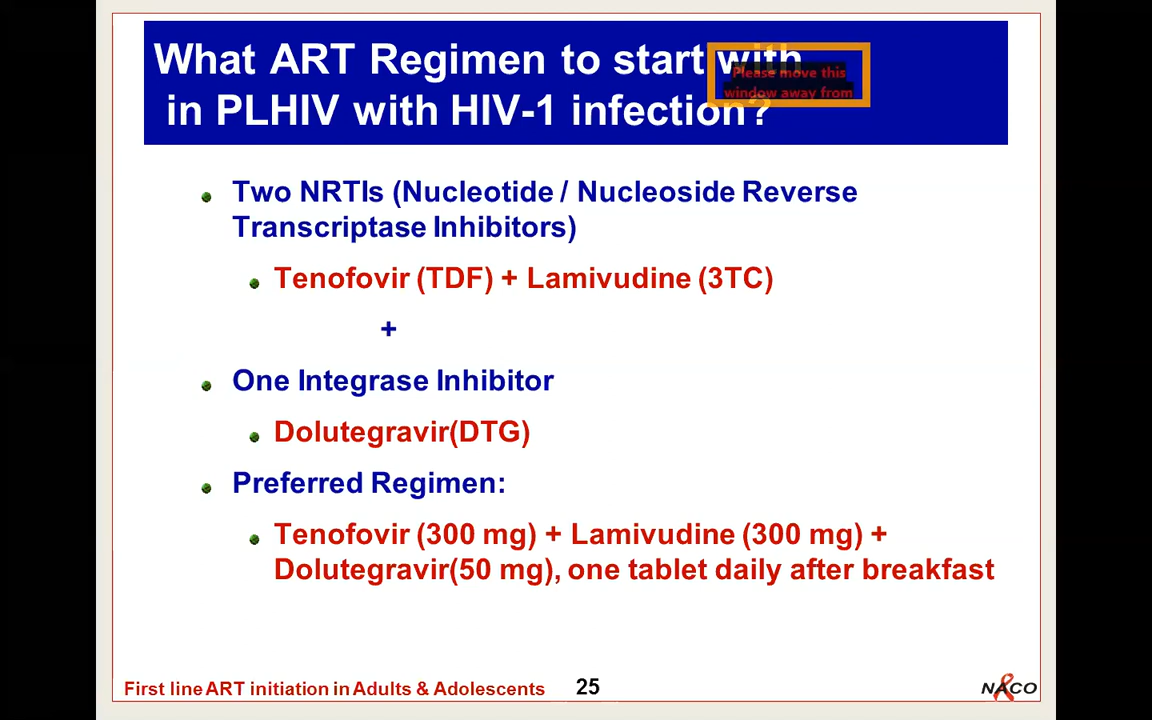 What ART Regimen to start with
in PLHIV with HIV-1 infection?
Please move this
window away from
Two NRTIs (Nucleotide / Nucleoside Reverse
Transcriptase Inhibitors)
Tenofovir (TDF) + Lamivudine (3TC)
+
One Integrase Inhibitor
Dolutegravir(DTG)
Preferred Regimen:
Tenofovir (300 mg) + Lamivudine (300 mg) +
Dolutegravir(50 mg), one tablet daily after breakfast
First line ART initiation in Adults & Adolescents
25
NACO